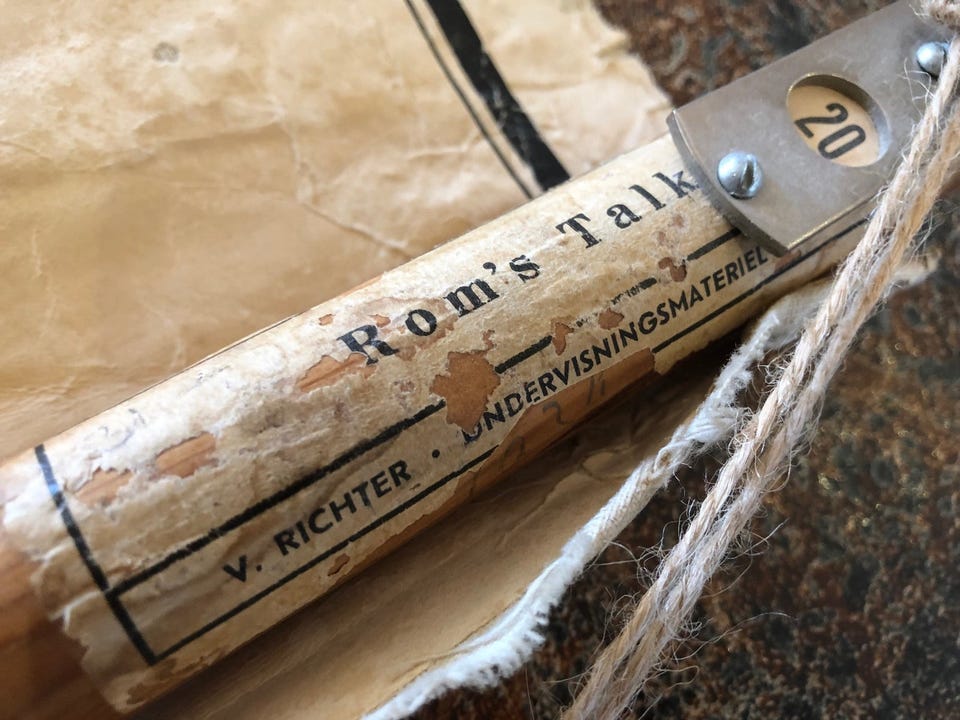 Rom's Talk
20
V. RICHTER · UNDERVISNINGSMATERIEL